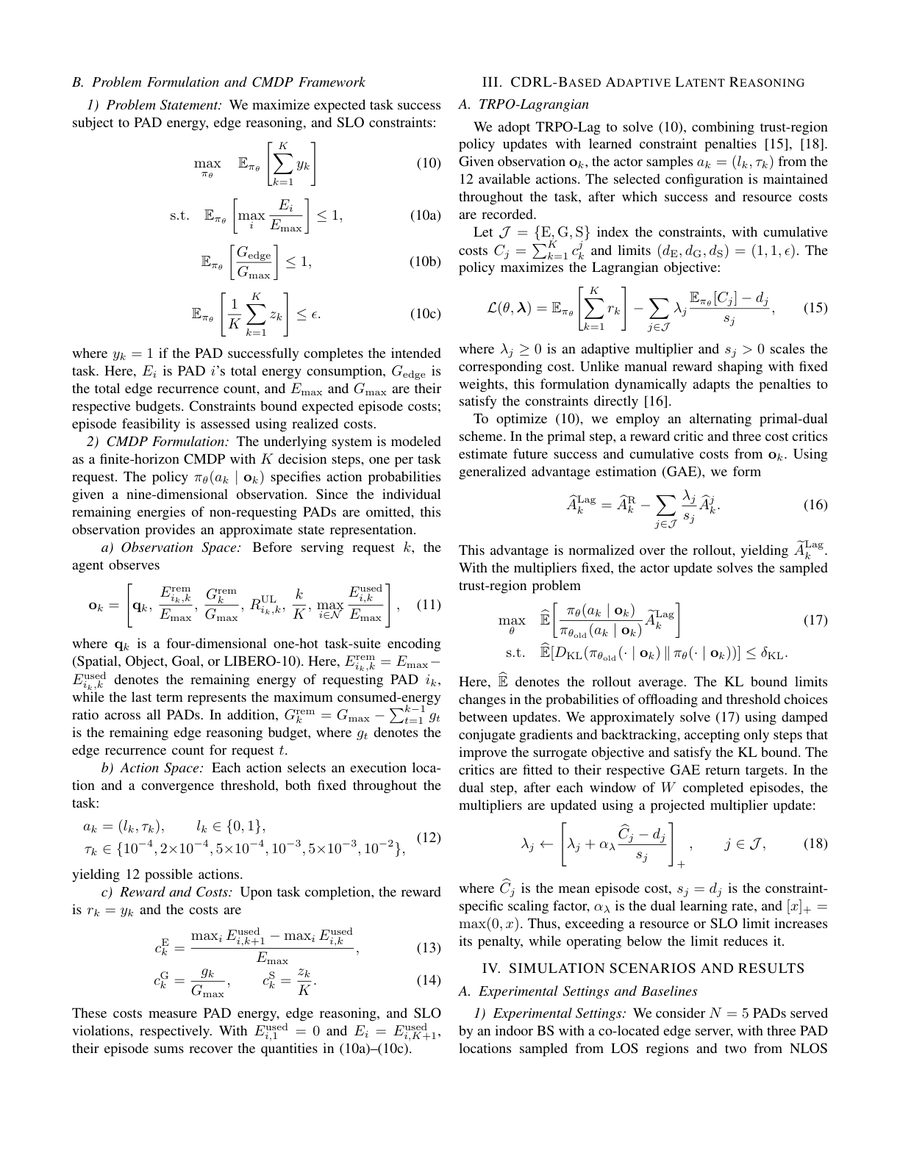 B. Problem Formulation and CMDP Framework
1) Problem Statement: We maximize expected task success
subject to PAD energy, edge reasoning, and SLO constraints:
max_{π_θ} 𝔼_{π_θ} [ ∑_{k=1}^{K} y_k ] (10)
s.t. 𝔼_{π_θ} [ max_i E_i / E_max ] ≤ 1, (10a)
𝔼_{π_θ} [ G_edge / G_max ] ≤ 1, (10b)
𝔼_{π_θ} [ 1/K ∑_{k=1}^{K} z_k ] ≤ ϵ. (10c)
where y_k = 1 if the PAD successfully completes the intended
task. Here, E_i is PAD i's total energy consumption, G_edge is
the total edge recurrence count, and E_max and G_max are their
respective budgets. Constraints bound expected episode costs;
episode feasibility is assessed using realized costs.
2) CMDP Formulation: The underlying system is modeled
as a finite-horizon CMDP with K decision steps, one per task
request. The policy π_θ(a_k | o_k) specifies action probabilities
given a nine-dimensional observation. Since the individual
remaining energies of non-requesting PADs are omitted, this
observation provides an approximate state representation.
a) Observation Space: Before serving request k, the
agent observes
o_k = [ q_k, E^rem_{i_k,k} / E_max, G^rem_k / G_max, R^UL_{i_k,k}, k/K, max_{i∈𝒩} E^used_{i,k} / E_max ], (11)
where q_k is a four-dimensional one-hot task-suite encoding
(Spatial, Object, Goal, or LIBERO-10). Here, E^rem_{i_k,k} = E_max −
E^used_{i_k,k} denotes the remaining energy of requesting PAD i_k,
while the last term represents the maximum consumed-energy
ratio across all PADs. In addition, G^rem_k = G_max − ∑_{t=1}^{k−1} g_t
is the remaining edge reasoning budget, where g_t denotes the
edge recurrence count for request t.
b) Action Space: Each action selects an execution loca-
tion and a convergence threshold, both fixed throughout the
task:
a_k = (l_k, τ_k), l_k ∈ {0, 1},
τ_k ∈ {10^{−4}, 2×10^{−4}, 5×10^{−4}, 10^{−3}, 5×10^{−3}, 10^{−2}}, (12)
yielding 12 possible actions.
c) Reward and Costs: Upon task completion, the reward
is r_k = y_k and the costs are
c^E_k = (max_i E^used_{i,k+1} − max_i E^used_{i,k}) / E_max, (13)
c^G_k = g_k / G_max, c^S_k = z_k / K. (14)
These costs measure PAD energy, edge reasoning, and SLO
violations, respectively. With E^used_{i,1} = 0 and E_i = E^used_{i,K+1},
their episode sums recover the quantities in (10a)–(10c).
III. CDRL-BASED ADAPTIVE LATENT REASONING
A. TRPO-Lagrangian
We adopt TRPO-Lag to solve (10), combining trust-region
policy updates with learned constraint penalties [15], [18].
Given observation o_k, the actor samples a_k = (l_k, τ_k) from the
12 available actions. The selected configuration is maintained
throughout the task, after which success and resource costs
are recorded.
Let 𝒥 = {E, G, S} index the constraints, with cumulative
costs C_j = ∑_{k=1}^{K} c^j_k and limits (d_E, d_G, d_S) = (1, 1, ϵ). The
policy maximizes the Lagrangian objective:
ℒ(θ, λ) = 𝔼_{π_θ} [ ∑_{k=1}^{K} r_k ] − ∑_{j∈𝒥} λ_j (𝔼_{π_θ}[C_j] − d_j) / s_j, (15)
where λ_j ≥ 0 is an adaptive multiplier and s_j > 0 scales the
corresponding cost. Unlike manual reward shaping with fixed
weights, this formulation dynamically adapts the penalties to
satisfy the constraints directly [16].
To optimize (10), we employ an alternating primal-dual
scheme. In the primal step, a reward critic and three cost critics
estimate future success and cumulative costs from o_k. Using
generalized advantage estimation (GAE), we form
Â^Lag_k = Â^R_k − ∑_{j∈𝒥} λ_j / s_j Â^j_k. (16)
This advantage is normalized over the rollout, yielding Ã^Lag_k.
With the multipliers fixed, the actor update solves the sampled
trust-region problem
max_θ 𝔼̂ [ π_θ(a_k | o_k) / π_{θ_old}(a_k | o_k) Ã^Lag_k ] (17)
s.t. 𝔼̂[D_KL(π_{θ_old}(· | o_k) ∥ π_θ(· | o_k))] ≤ δ_KL.
Here, 𝔼̂ denotes the rollout average. The KL bound limits
changes in the probabilities of offloading and threshold choices
between updates. We approximately solve (17) using damped
conjugate gradients and backtracking, accepting only steps that
improve the surrogate objective and satisfy the KL bound. The
critics are fitted to their respective GAE return targets. In the
dual step, after each window of W completed episodes, the
multipliers are updated using a projected multiplier update:
λ_j ← [ λ_j + α_λ (Ĉ_j − d_j) / s_j ]_+, j ∈ 𝒥, (18)
where Ĉ_j is the mean episode cost, s_j = d_j is the constraint-
specific scaling factor, α_λ is the dual learning rate, and [x]_+ =
max(0, x). Thus, exceeding a resource or SLO limit increases
its penalty, while operating below the limit reduces it.
IV. SIMULATION SCENARIOS AND RESULTS
A. Experimental Settings and Baselines
1) Experimental Settings: We consider N = 5 PADs served
by an indoor BS with a co-located edge server, with three PAD
locations sampled from LOS regions and two from NLOS